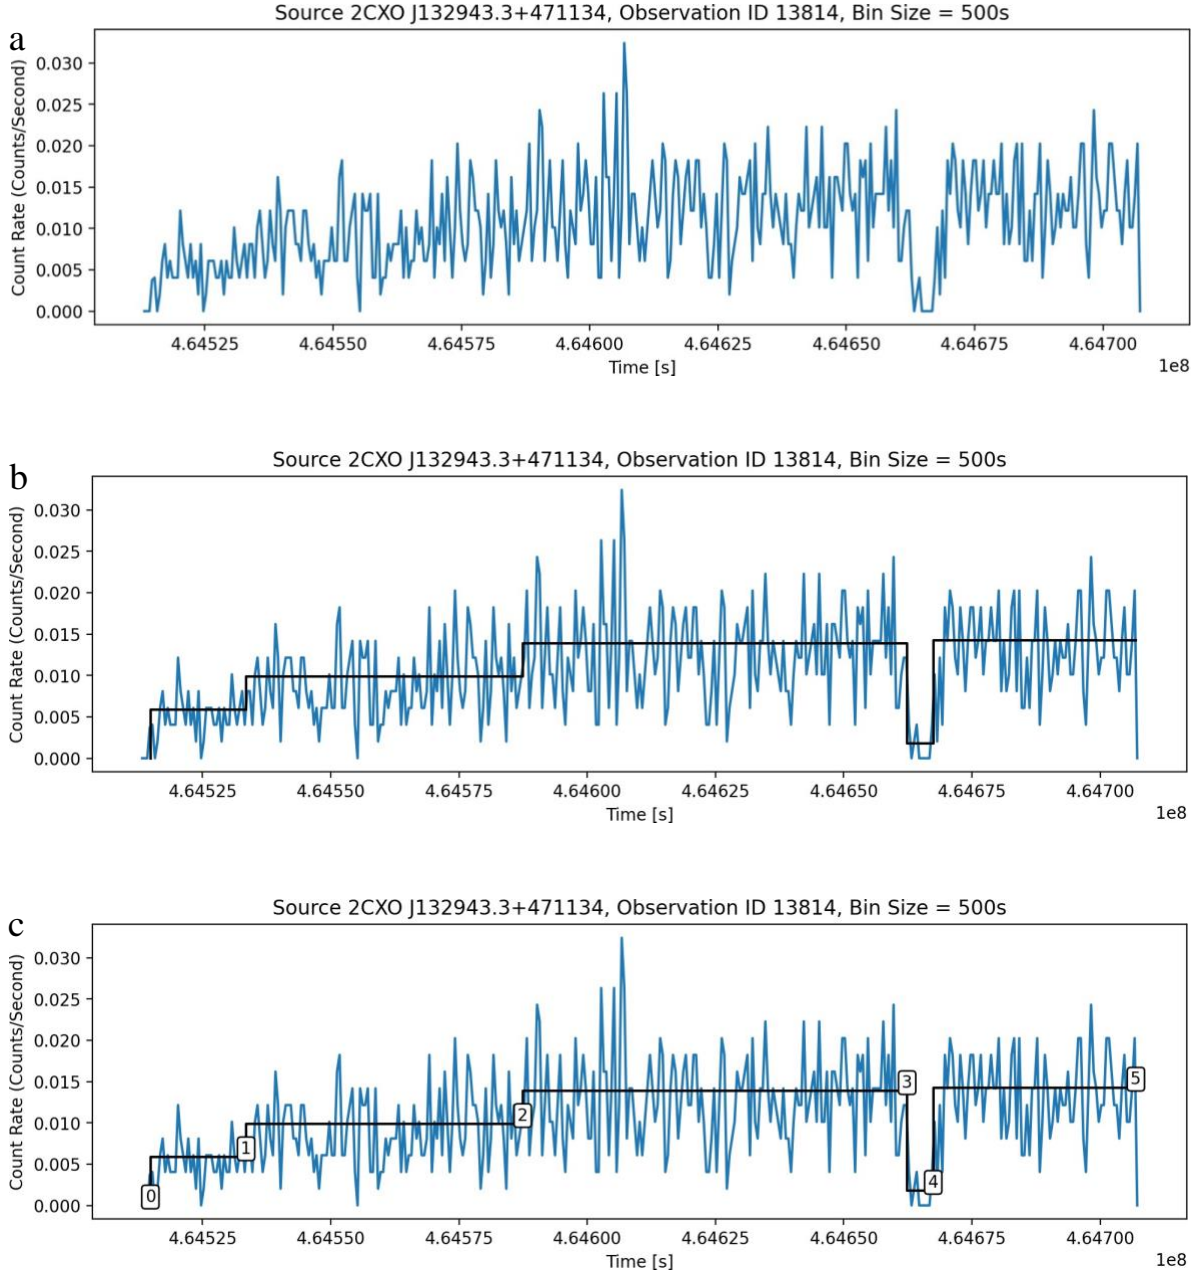 a
Source 2CXO J132943.3+471134, Observation ID 13814, Bin Size = 500s
Count Rate (Counts/Second)
0.030
0.025
0.020
0.015
0.010
0.005
0.000
4.64525 4.64550 4.64575 4.64600 4.64625 4.64650 4.64675 4.64700
Time [s]
1e8
b
Source 2CXO J132943.3+471134, Observation ID 13814, Bin Size = 500s
Count Rate (Counts/Second)
0.030
0.025
0.020
0.015
0.010
0.005
0.000
4.64525 4.64550 4.64575 4.64600 4.64625 4.64650 4.64675 4.64700
Time [s]
1e8
c
Source 2CXO J132943.3+471134, Observation ID 13814, Bin Size = 500s
Count Rate (Counts/Second)
0.030
0.025
0.020
0.015
0.010
0.005
0.000
0
1
2
3
4
5
4.64525 4.64550 4.64575 4.64600 4.64625 4.64650 4.64675 4.64700
Time [s]
1e8